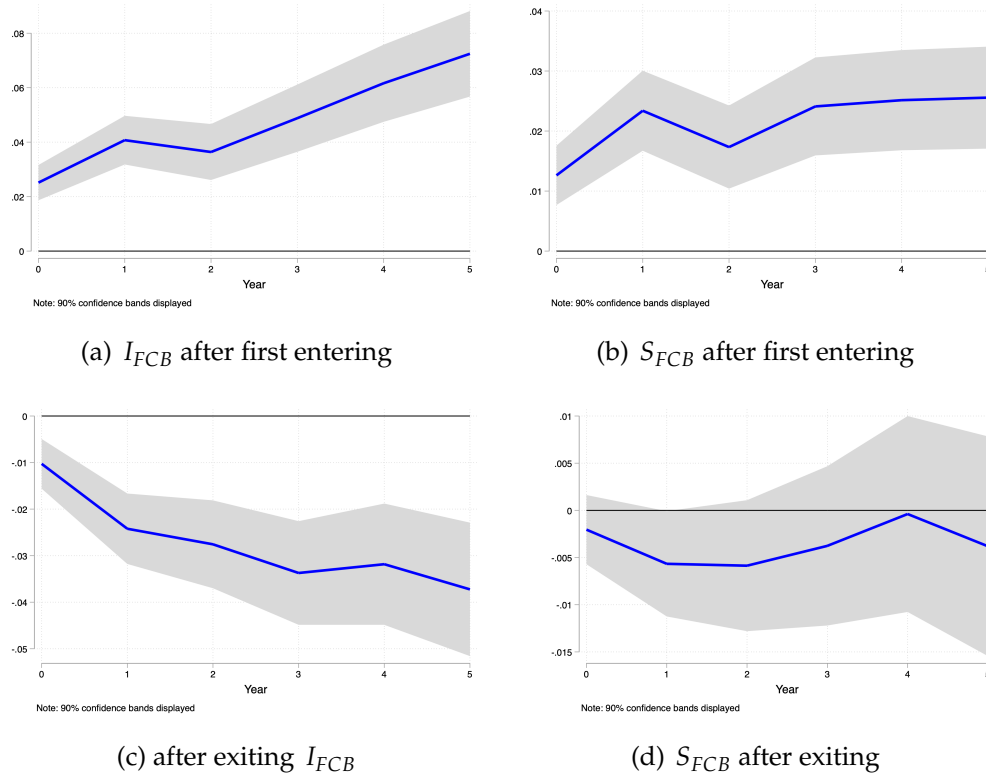 .08
.06
.04
.02
0
0 1 2 3 4 5
Year
Note: 90% confidence bands displayed
(a) I_FCB after first entering
.04
.03
.02
.01
0
0 1 2 3 4
Year
Note: 90% confidence bands displayed
(b) S_FCB after first entering
0
-.01
-.02
-.03
-.04
-.05
0 1 2 3 4 5
Year
Note: 90% confidence bands displayed
(c) after exiting I_FCB
.01
.005
0
-.005
-.01
-.015
0 1 2 3 4
Year
Note: 90% confidence bands displayed
(d) S_FCB after exiting